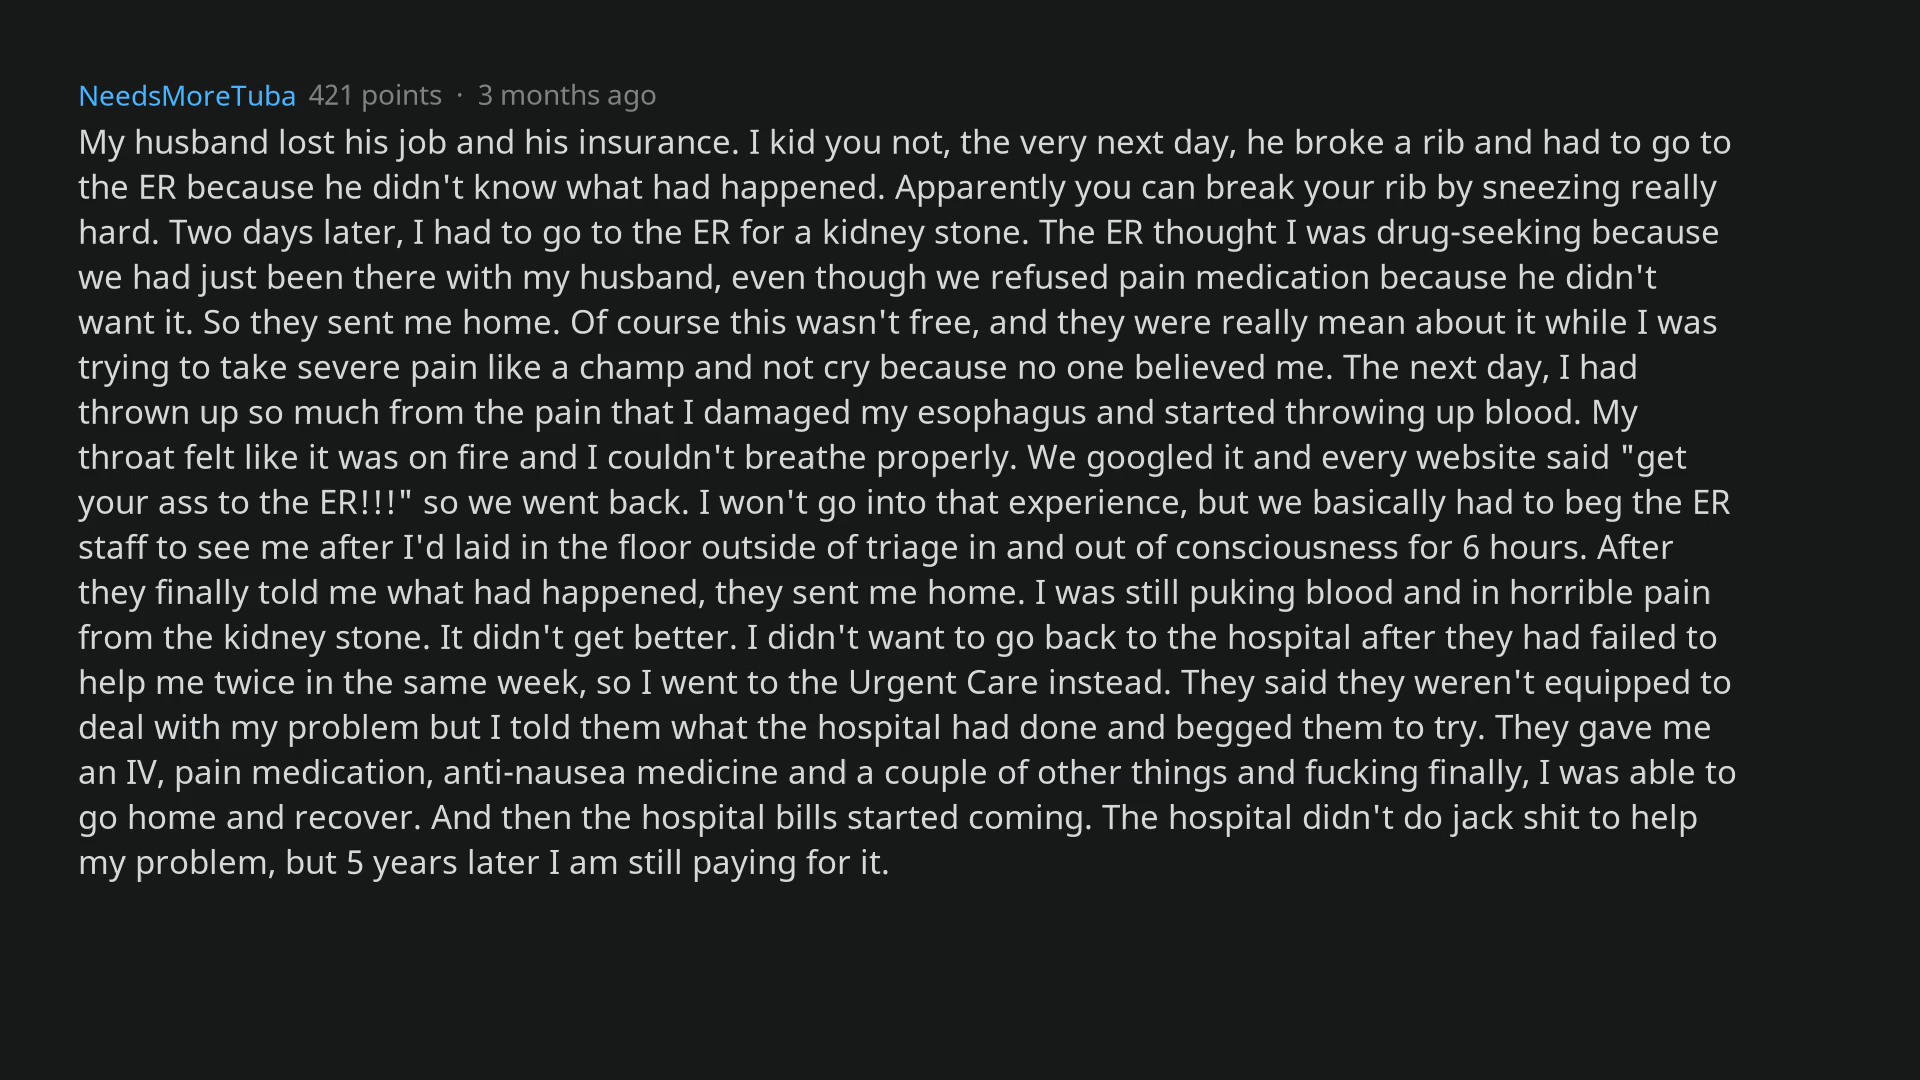 NeedsMoreTuba 421 points · 3 months ago
My husband lost his job and his insurance. I kid you not, the very next day, he broke a rib and had to go to
the ER because he didn't know what had happened. Apparently you can break your rib by sneezing really
hard. Two days later, I had to go to the ER for a kidney stone. The ER thought I was drug-seeking because
we had just been there with my husband, even though we refused pain medication because he didn't
want it. So they sent me home. Of course this wasn't free, and they were really mean about it while I was
trying to take severe pain like a champ and not cry because no one believed me. The next day, I had
thrown up so much from the pain that I damaged my esophagus and started throwing up blood. My
throat felt like it was on fire and I couldn't breathe properly. We googled it and every website said "get
your ass to the ER!!!" so we went back. I won't go into that experience, but we basically had to beg the ER
staff to see me after I'd laid in the floor outside of triage in and out of consciousness for 6 hours. After
they finally told me what had happened, they sent me home. I was still puking blood and in horrible pain
from the kidney stone. It didn't get better. I didn't want to go back to the hospital after they had failed to
help me twice in the same week, so I went to the Urgent Care instead. They said they weren't equipped to
deal with my problem but I told them what the hospital had done and begged them to try. They gave me
an IV, pain medication, anti-nausea medicine and a couple of other things and fucking finally, I was able to
go home and recover. And then the hospital bills started coming. The hospital didn't do jack shit to help
my problem, but 5 years later I am still paying for it.